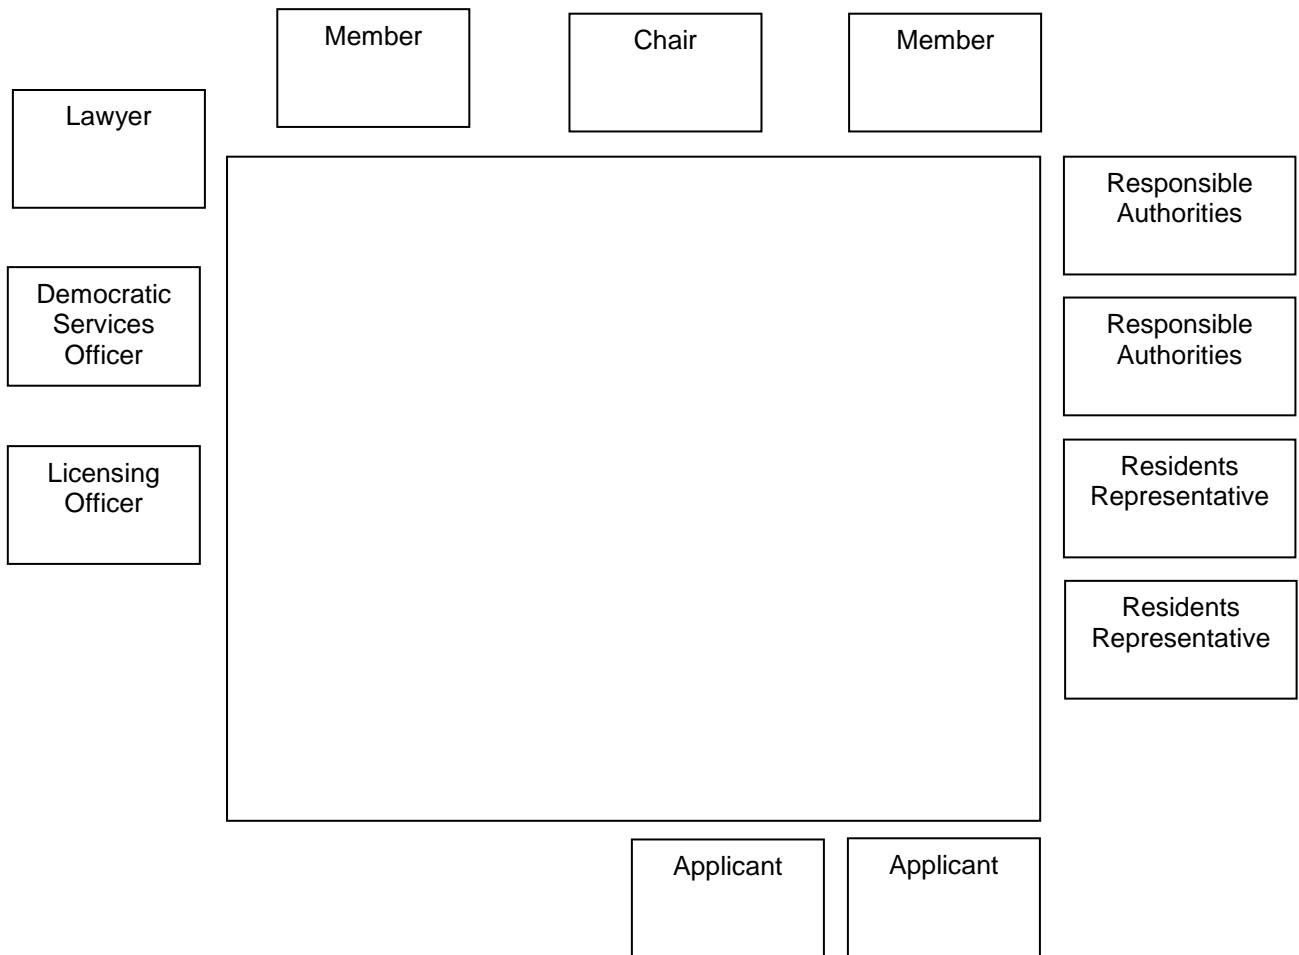 Member
Chair
Member
Lawyer
Responsible
Authorities
Democratic
Services
Officer
Responsible
Authorities
Licensing
Officer
Residents
Representative
Residents
Representative
Applicant
Applicant